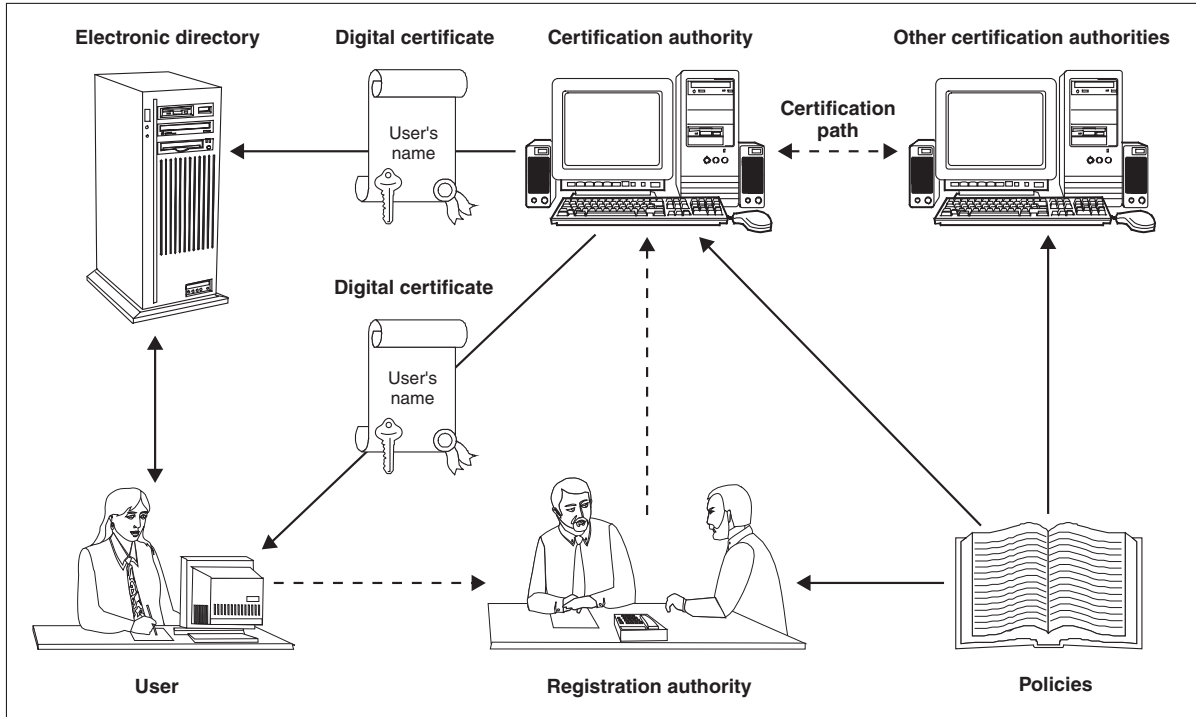 Electronic directory
Digital certificate
Certification authority
Other certification authorities
User's
name
Certification
path
Digital certificate
User's
name
User
Registration authority
Policies